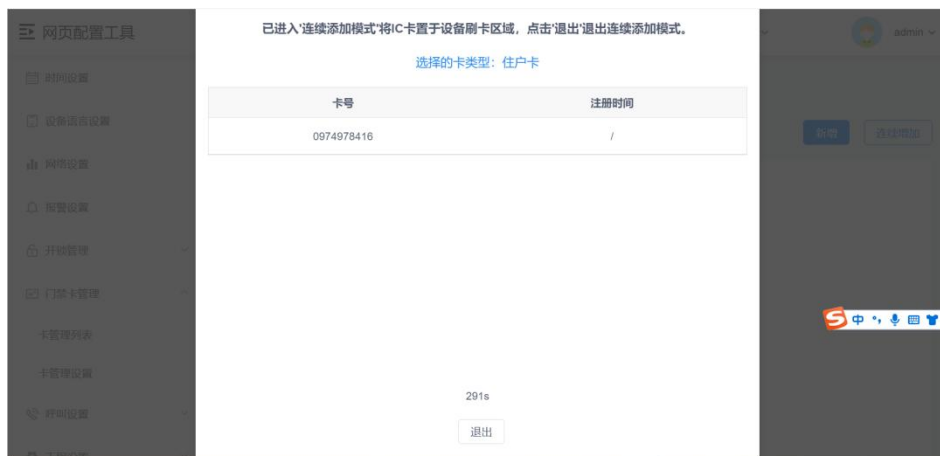 网页配置工具
已进入'连续添加模式'将IC卡置于设备刷卡区域，点击'退出'退出连续添加模式。
admin
选择的卡类型：住户卡
时间设置
卡号 注册时间
设备语言设置
0974978416 /
新增 连续增加
网络设置
报警设置
开锁管理
门禁卡管理
卡管理列表
中
卡管理设置
291s
呼叫设置
退出